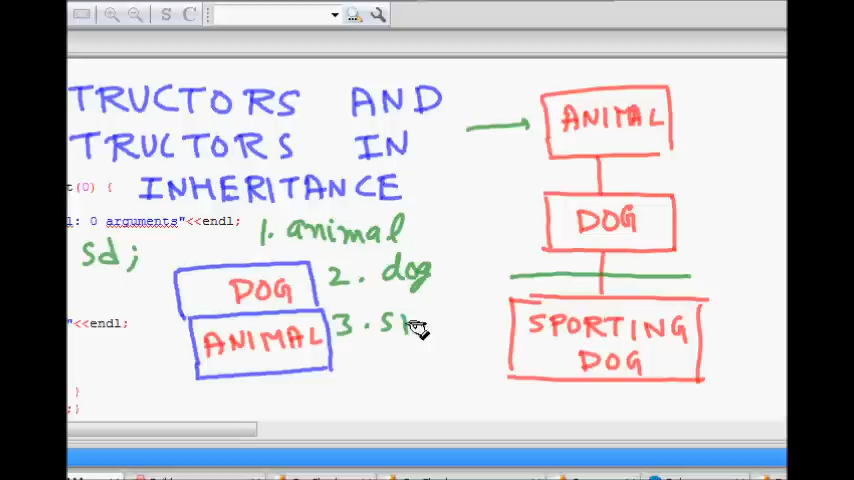 S C
TRUCTORS AND
TRUCTORS IN
INHERITANCE
t(0) {
l: 0 arguments"<<endl;
sd;
1. animal
2. dog
3. s
DOG
ANIMAL
"<<endl;
}
;}
ANIMAL
DOG
SPORTING
DOG